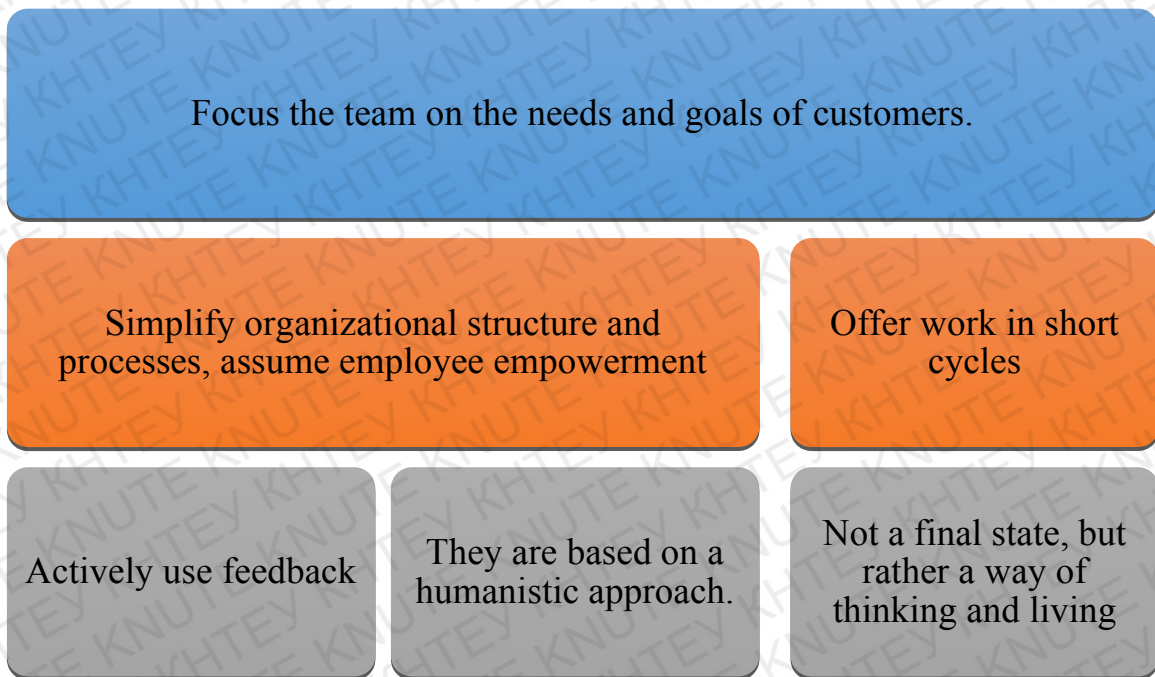 Focus the team on the needs and goals of customers.
Simplify organizational structure and
processes, assume employee empowerment
Offer work in short
cycles
Actively use feedback
They are based on a
humanistic approach.
Not a final state, but
rather a way of
thinking and living
КНТЕУ KNUTE